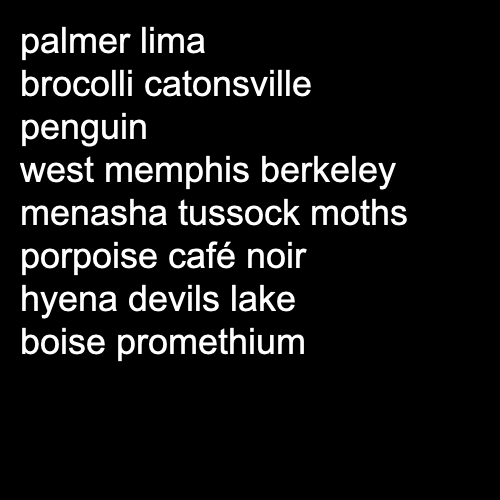 palmer lima
brocolli catonsville
penguin
west memphis berkeley
menasha tussock moths
porpoise café noir
hyena devils lake
boise promethium